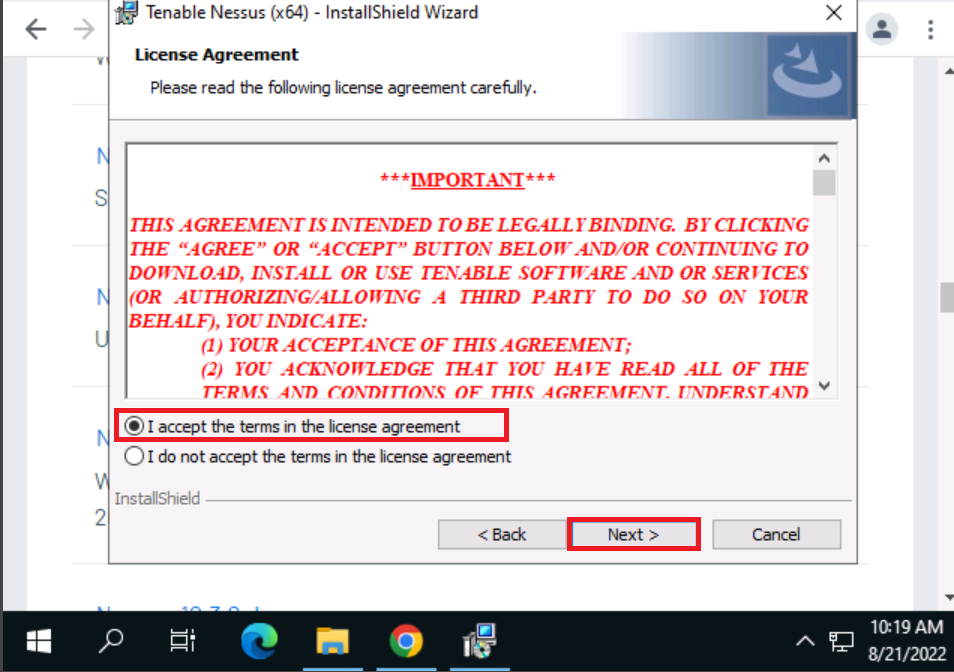 Tenable Nessus (x64) - InstallShield Wizard
License Agreement
Please read the following license agreement carefully.
***IMPORTANT***
THIS AGREEMENT IS INTENDED TO BE LEGALLY BINDING. BY CLICKING
THE “AGREE” OR “ACCEPT” BUTTON BELOW AND/OR CONTINUING TO
DOWNLOAD, INSTALL OR USE TENABLE SOFTWARE AND OR SERVICES
(OR AUTHORIZING/ALLOWING A THIRD PARTY TO DO SO ON YOUR
BEHALF), YOU INDICATE:
(1) YOUR ACCEPTANCE OF THIS AGREEMENT;
(2) YOU ACKNOWLEDGE THAT YOU HAVE READ ALL OF THE
TERMS AND CONDITIONS OF THIS AGREEMENT, UNDERSTAND
I accept the terms in the license agreement
I do not accept the terms in the license agreement
InstallShield
< Back
Next >
Cancel
10:19 AM
8/21/2022